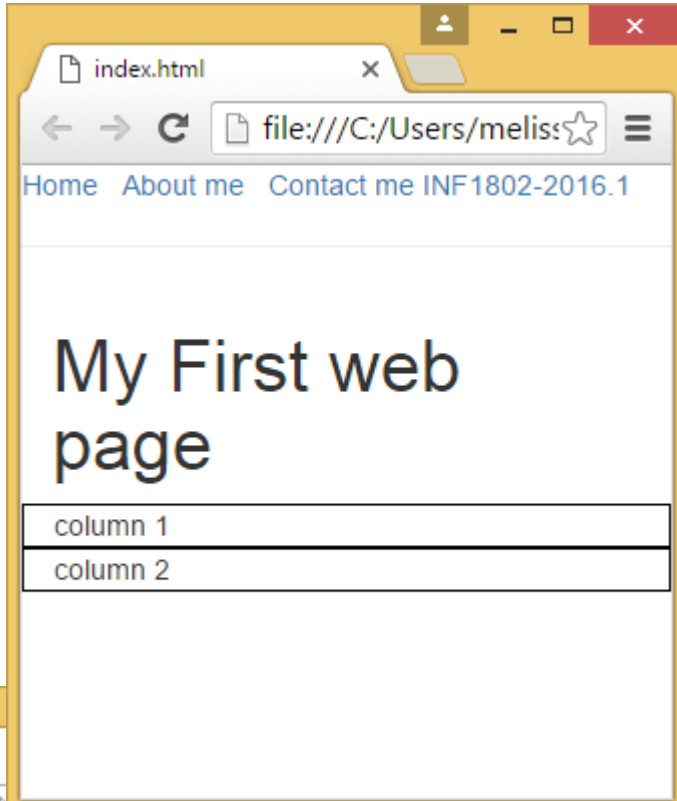 index.html
file:///C:/Users/meliss
Home About me Contact me INF1802-2016.1
My First web
page
column 1
column 2